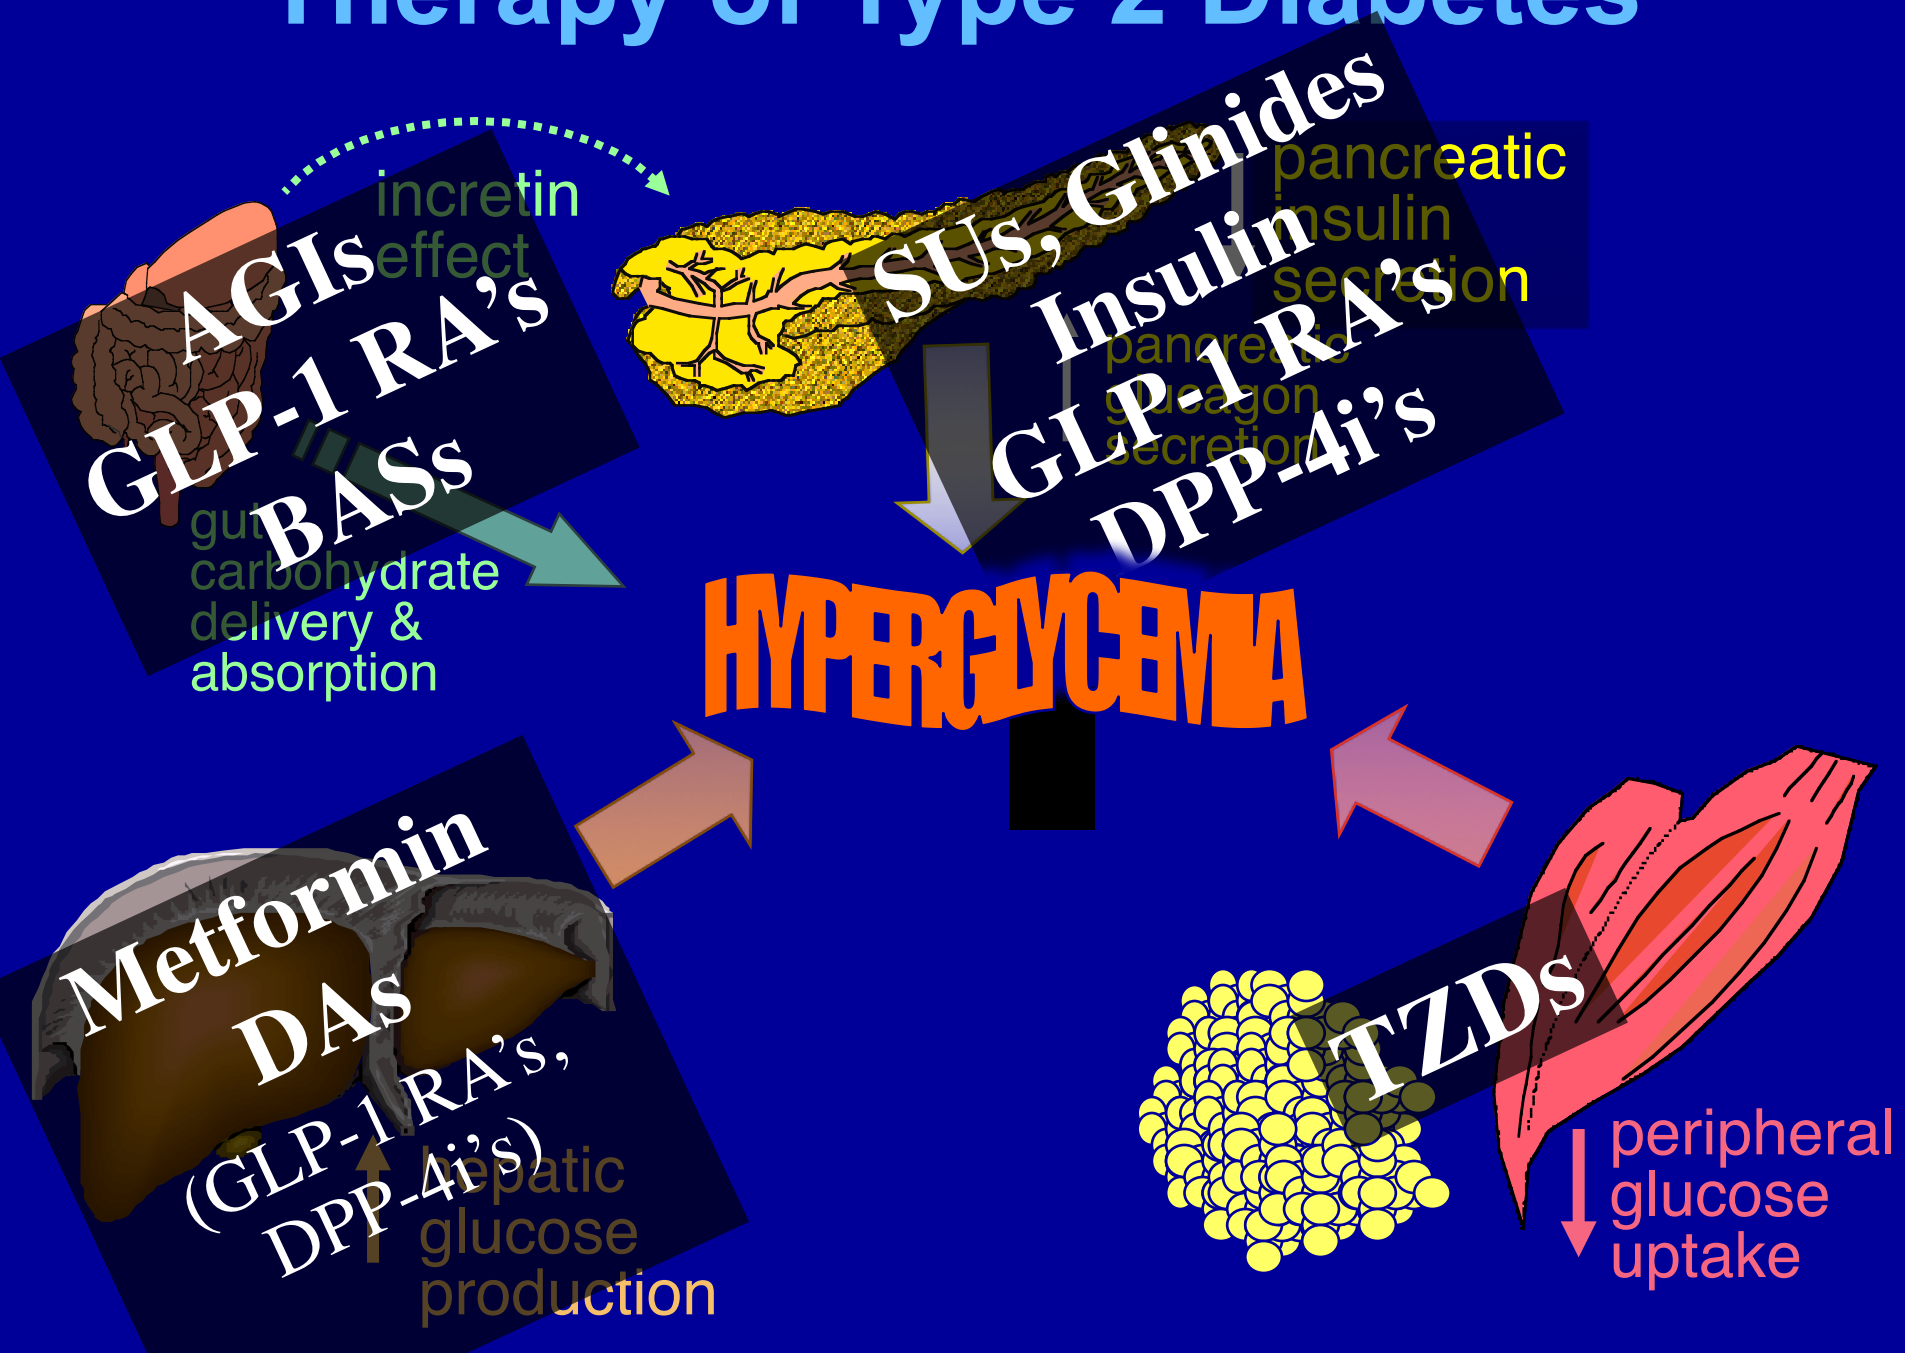 Therapy of Type 2 Diabetes
incretin
effect
AGIs
GLP-1 RA’s
BASs
gut
carbohydrate
delivery &
absorption
SUs, Glinides
Insulin
GLP-1 RA’s
DPP-4i’s
pancreatic
insulin
secretion
pancreatic
glucagon
secretion
HYPERGLYCEMIA
Metformin
DAs
(GLP-1 RA’s,
DPP-4i’s)
hepatic
glucose
production
TZDs
peripheral
glucose
uptake